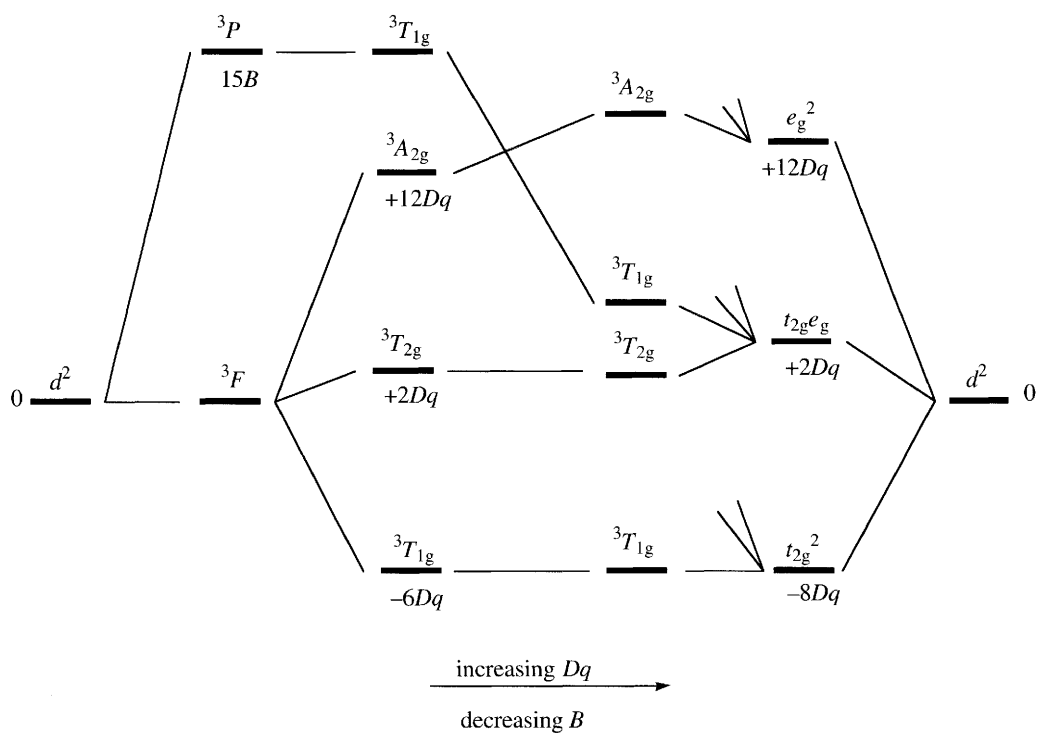 ³P
15B
³T₁g
³A₂g
+12Dq
³A₂g
e_g²
+12Dq
³T₁g
t₂g e_g
+2Dq
³T₂g
+2Dq
³T₂g
0 d²
³F
d² 0
³T₁g
–6Dq
³T₁g
t₂g²
–8Dq
increasing Dq
decreasing B